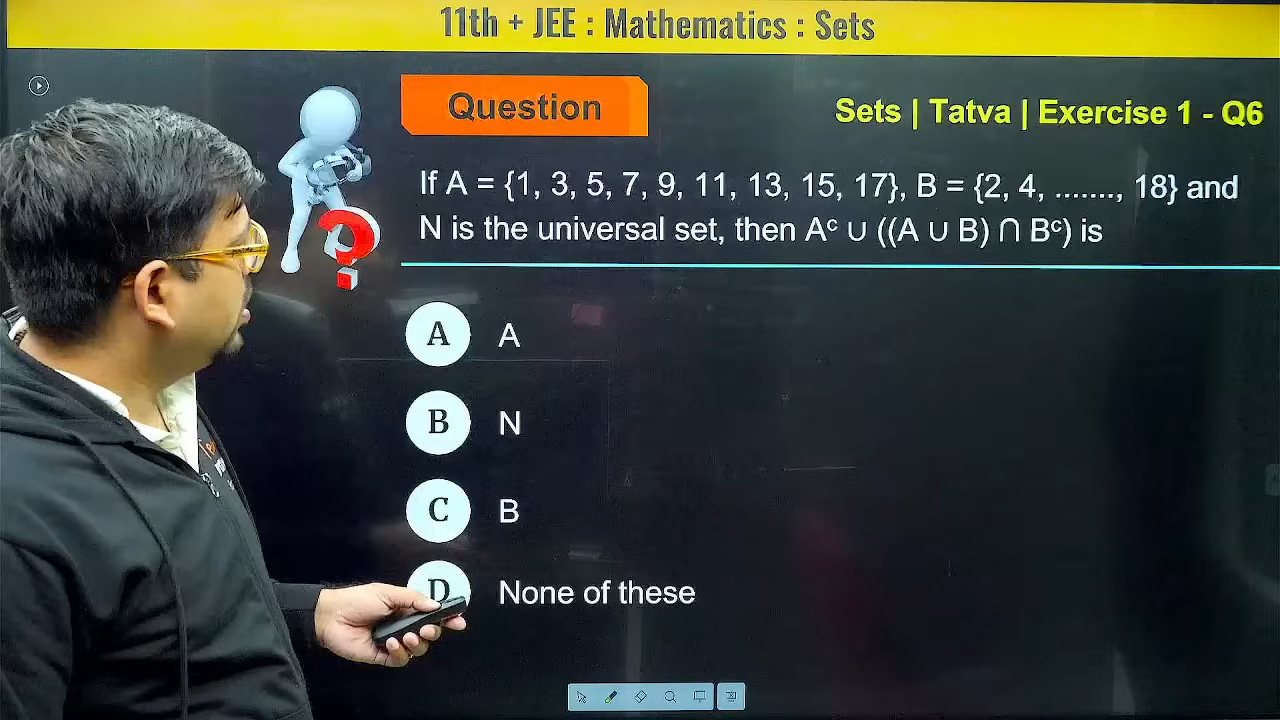 11th + JEE : Mathematics : Sets
Question
Sets | Tatva | Exercise 1 - Q6
If A = {1, 3, 5, 7, 9, 11, 13, 15, 17}, B = {2, 4, ......., 18} and
N is the universal set, then Aᶜ ∪ ((A ∪ B) ∩ Bᶜ) is
A A
B N
C B
D None of these